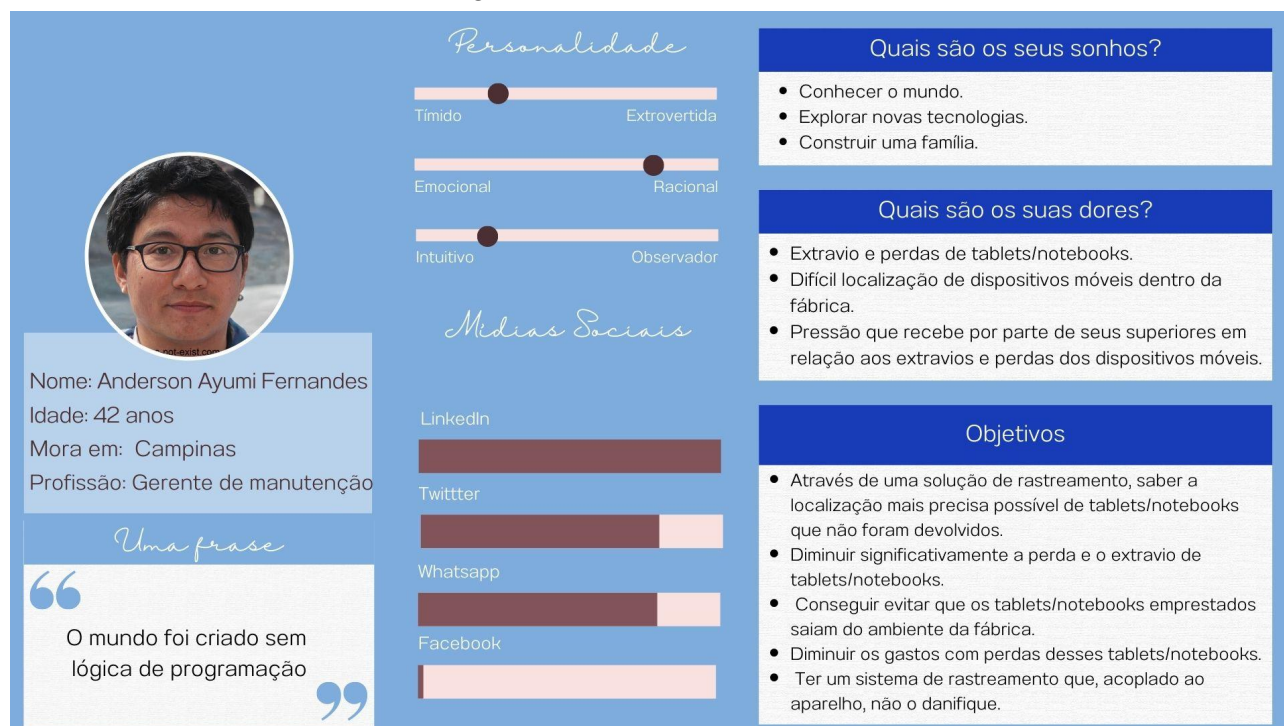 Nome: Anderson Ayumi Fernandes
Idade: 42 anos
Mora em: Campinas
Profissão: Gerente de manutenção
Uma frase
“
O mundo foi criado sem
lógica de programação
”
Personalidade
Tímido Extrovertida
Emocional Racional
Intuitivo Observador
Mídias Sociais
LinkedIn
Twittter
Whatsapp
Facebook
Quais são os seus sonhos?
• Conhecer o mundo.
• Explorar novas tecnologias.
• Construir uma família.
Quais são os suas dores?
• Extravio e perdas de tablets/notebooks.
• Difícil localização de dispositivos móveis dentro da
fábrica.
• Pressão que recebe por parte de seus superiores em
relação aos extravios e perdas dos dispositivos móveis.
Objetivos
• Através de uma solução de rastreamento, saber a
localização mais precisa possível de tablets/notebooks
que não foram devolvidos.
• Diminuir significativamente a perda e o extravio de
tablets/notebooks.
• Conseguir evitar que os tablets/notebooks emprestados
saiam do ambiente da fábrica.
• Diminuir os gastos com perdas desses tablets/notebooks.
• Ter um sistema de rastreamento que, acoplado ao
aparelho, não o danifique.